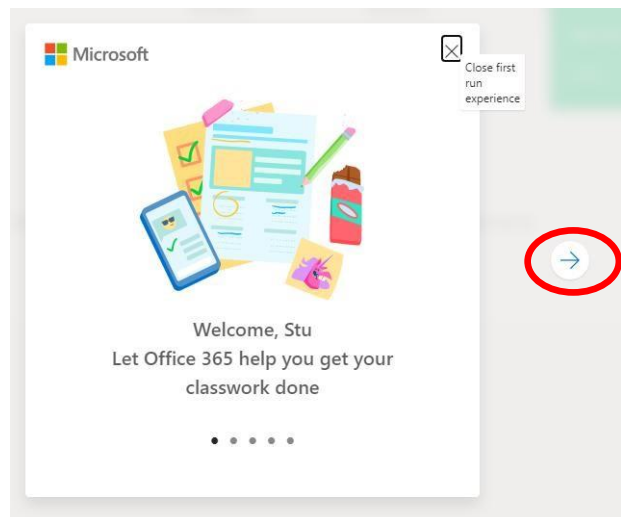 Microsoft
Close first
run
experience
Welcome, Stu
Let Office 365 help you get your
classwork done